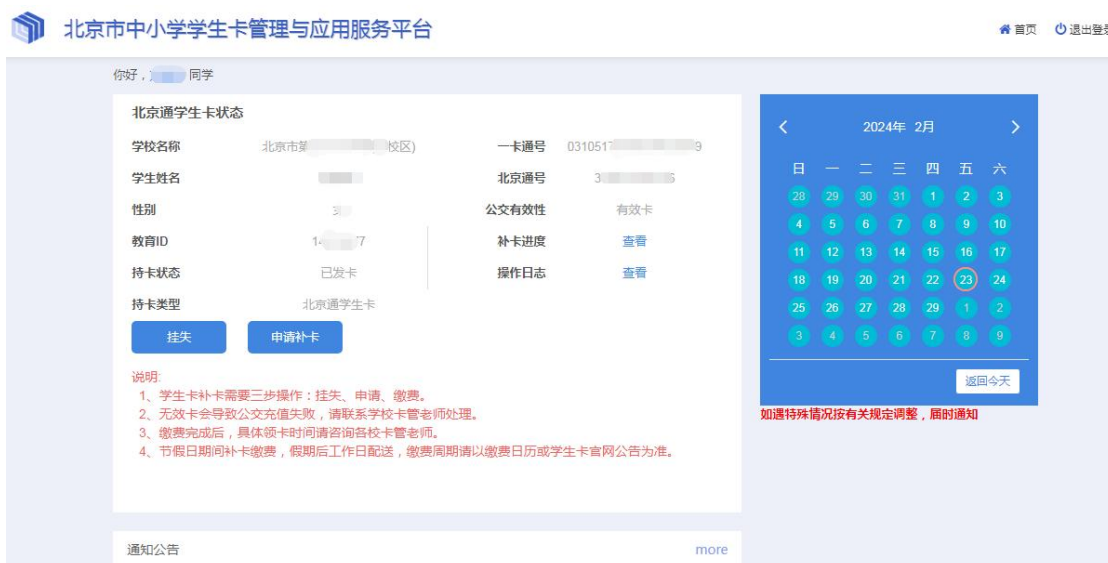 北京市中小学学生卡管理与应用服务平台
首页 退出登录
你好， 同学
北京通学生卡状态
学校名称 北京市第 校区) 一卡通号 031051 9
学生姓名 北京通号 3
性别 公交有效性 有效卡
教育ID 14 7 补卡进度 查看
持卡状态 已发卡 操作日志 查看
持卡类型 北京通学生卡
挂失 申请补卡
说明:
1、学生卡补卡需要三步操作：挂失、申请、缴费。
2、无效卡会导致公交充值失败，请联系学校卡管老师处理。
3、缴费完成后，具体领卡时间请咨询各校卡管老师。
4、节假日期间补卡缴费，假期后工作日配送，缴费周期请以缴费日历或学生卡官网公告为准。
2024年 2月
日 一 二 三 四 五 六
28 29 30 31 1 2 3
4 5 6 7 8 9 10
11 12 13 14 15 16 17
18 19 20 21 22 23 24
25 26 27 28 29 1 2
3 4 5 6 7 8 9
返回今天
如遇特殊情况按有关规定调整，届时通知
通知公告 more